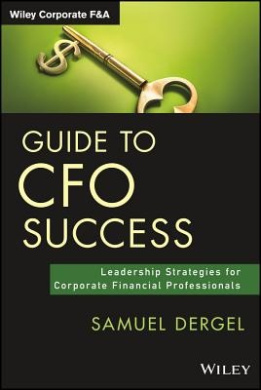 Wiley Corporate F&A
GUIDE TO
CFO
SUCCESS
Leadership Strategies for
Corporate Financial Professionals
SAMUEL DERGEL
WILEY